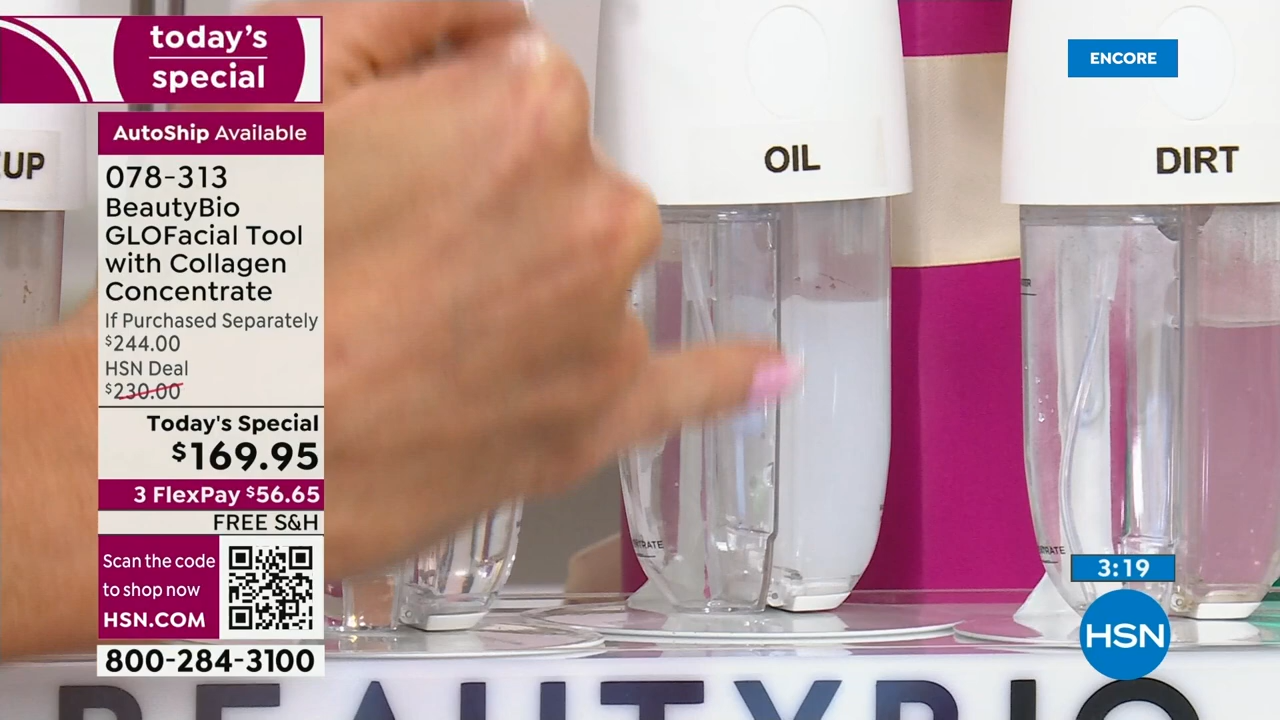 today's
special
AutoShip Available
078-313
BeautyBio
GLOFacial Tool
with Collagen
Concentrate
If Purchased Separately
$244.00
HSN Deal
$230.00
Today's Special
$169.95
3 FlexPay $56.65
FREE S&H
Scan the code
to shop now
HSN.COM
800-284-3100
ENCORE
UP
OIL
DIRT
3:19
HSN
BEAUTYBIO